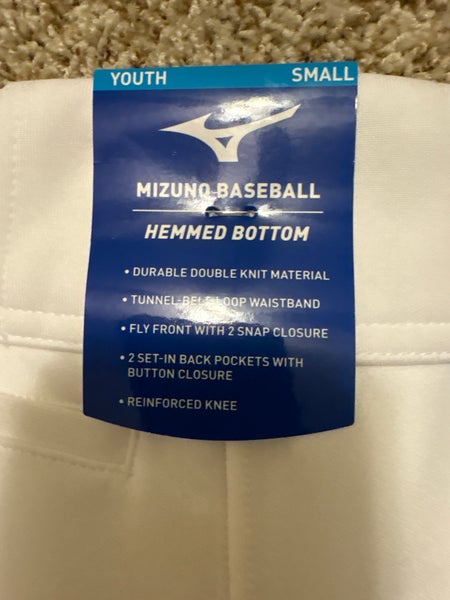 YOUTH SMALL
MIZUNO BASEBALL
HEMMED BOTTOM
• DURABLE DOUBLE KNIT MATERIAL
• TUNNEL-BELT LOOP WAISTBAND
• FLY FRONT WITH 2 SNAP CLOSURE
• 2 SET-IN BACK POCKETS WITH
BUTTON CLOSURE
• REINFORCED KNEE